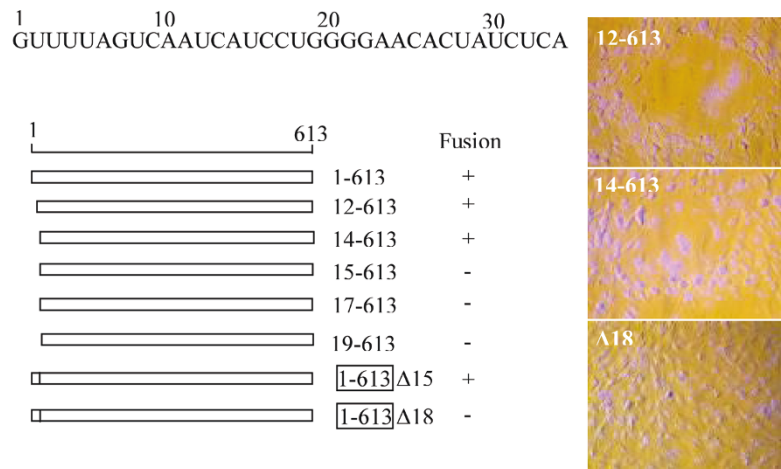 1 10 20 30
GUUUUAGUCAAUCAUCCUGGGGAACACUAUCUCA
1 613 Fusion
1-613 +
12-613 +
14-613 +
15-613 -
17-613 -
19-613 -
1-613 Δ15 +
1-613 Δ18 -
12-613
14-613
Δ18